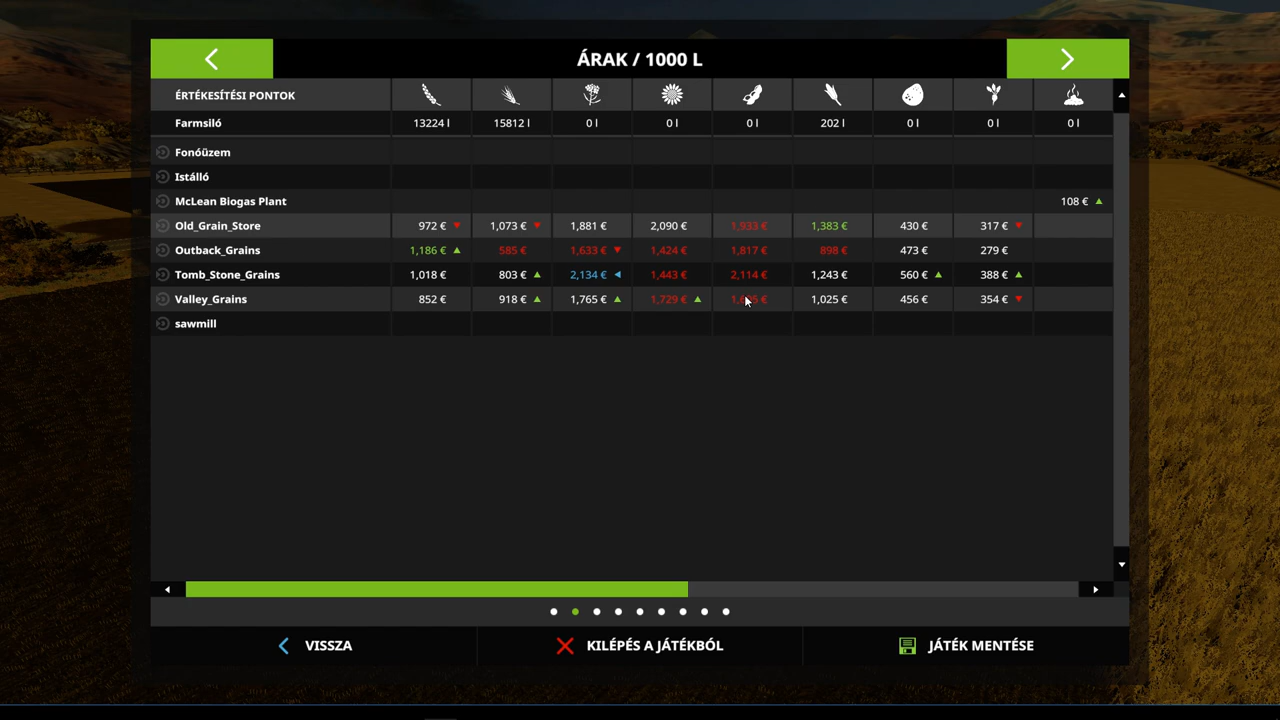 ÁRAK / 1000 L
ÉRTÉKESÍTÉSI PONTOK
Farmsiló 13224 l 15812 l 0 l 0 l 0 l 202 l 0 l 0 l 0 l
Fonóüzem
Istálló
McLean Biogas Plant 108 €
Old_Grain_Store 972 € 1,073 € 1,881 € 2,090 € 1,933 € 1,383 € 430 € 317 €
Outback_Grains 1,186 € 585 € 1,633 € 1,424 € 1,817 € 898 € 473 € 279 €
Tomb_Stone_Grains 1,018 € 803 € 2,134 € 1,443 € 2,114 € 1,243 € 560 € 388 €
Valley_Grains 852 € 918 € 1,765 € 1,729 € 1,025 € 456 € 354 €
sawmill
VISSZA KILÉPÉS A JÁTÉKBÓL JÁTÉK MENTÉSE